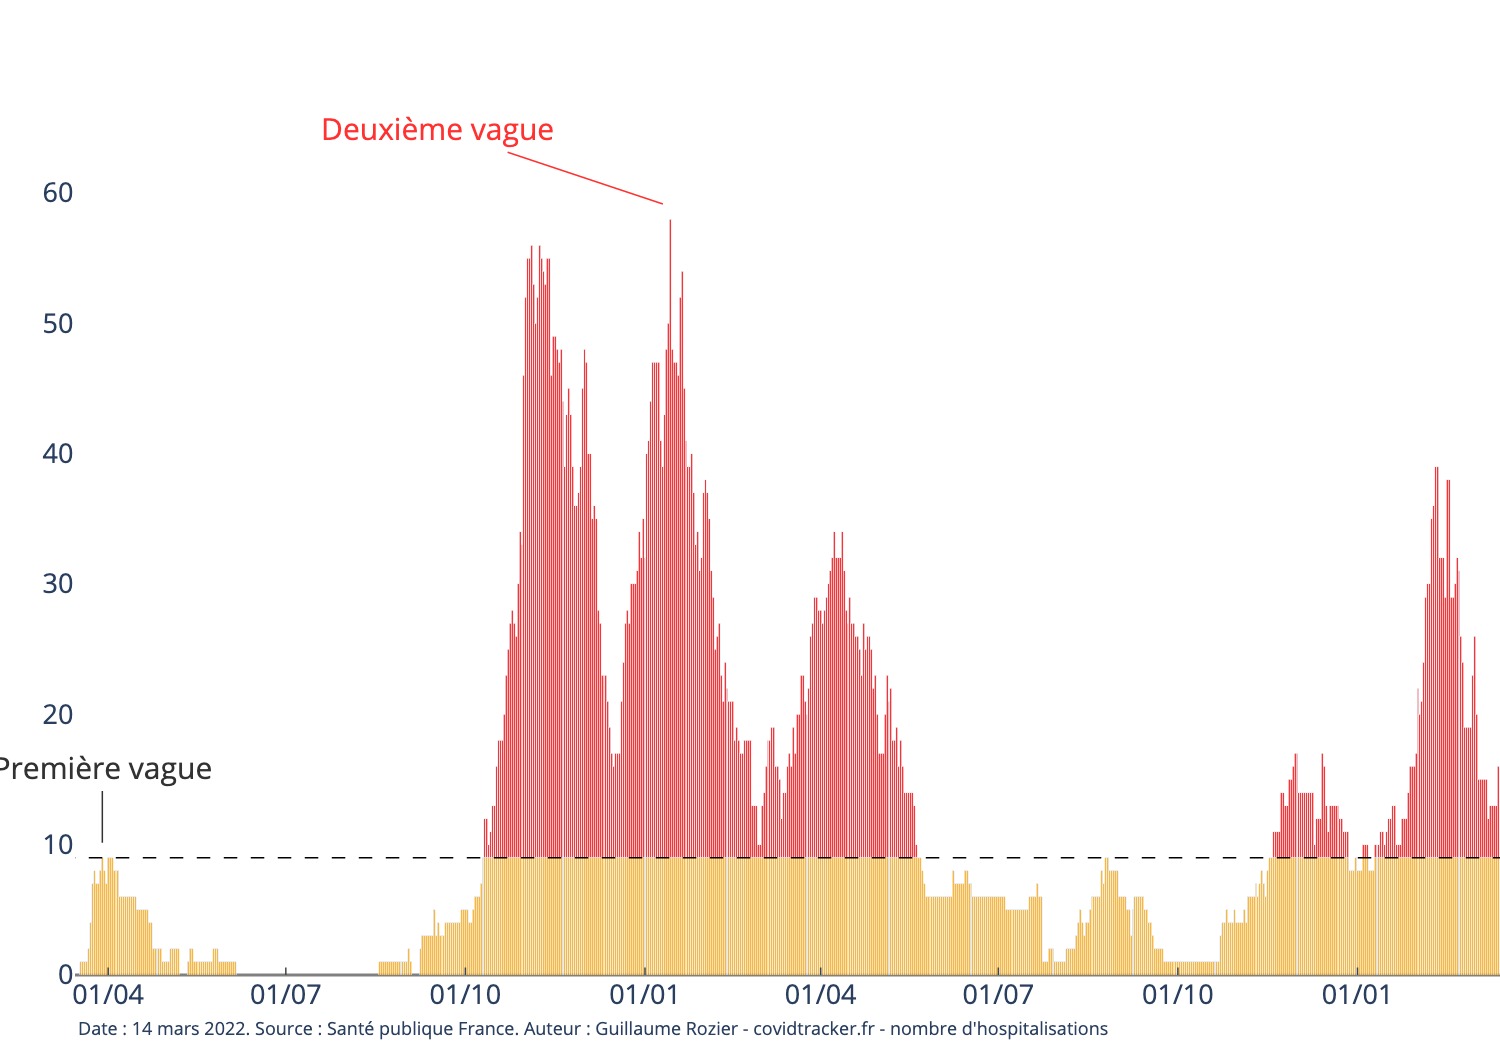 Deuxième vague
60
50
40
30
20
Première vague
10
0
01/04 01/07 01/10 01/01 01/04 01/07 01/10 01/01
Date : 14 mars 2022. Source : Santé publique France. Auteur : Guillaume Rozier - covidtracker.fr - nombre d'hospitalisations